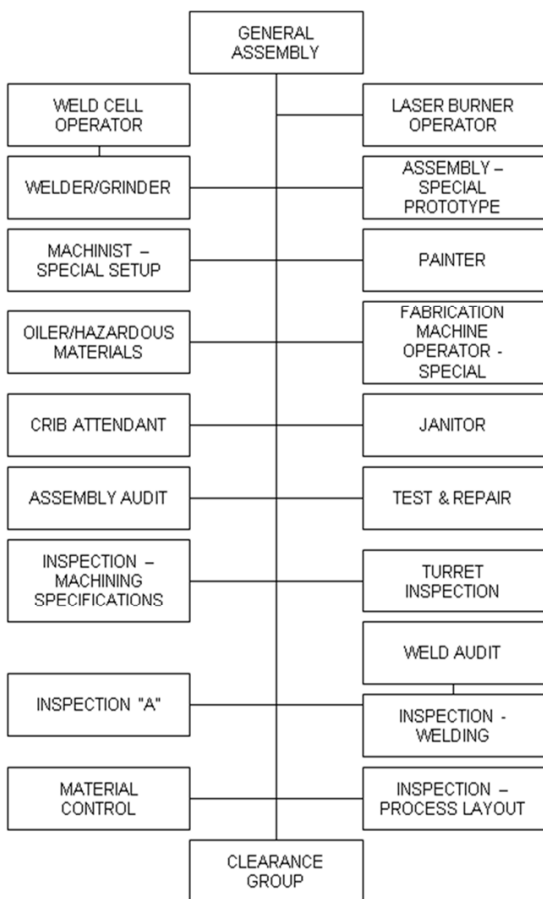 GENERAL
ASSEMBLY
WELD CELL
OPERATOR
LASER BURNER
OPERATOR
WELDER/GRINDER
ASSEMBLY –
SPECIAL
PROTOTYPE
MACHINIST –
SPECIAL SETUP
PAINTER
OILER/HAZARDOUS
MATERIALS
FABRICATION
MACHINE
OPERATOR -
SPECIAL
CRIB ATTENDANT
JANITOR
ASSEMBLY AUDIT
TEST & REPAIR
INSPECTION –
MACHINING
SPECIFICATIONS
TURRET
INSPECTION
WELD AUDIT
INSPECTION "A"
INSPECTION -
WELDING
MATERIAL
CONTROL
INSPECTION –
PROCESS LAYOUT
CLEARANCE
GROUP